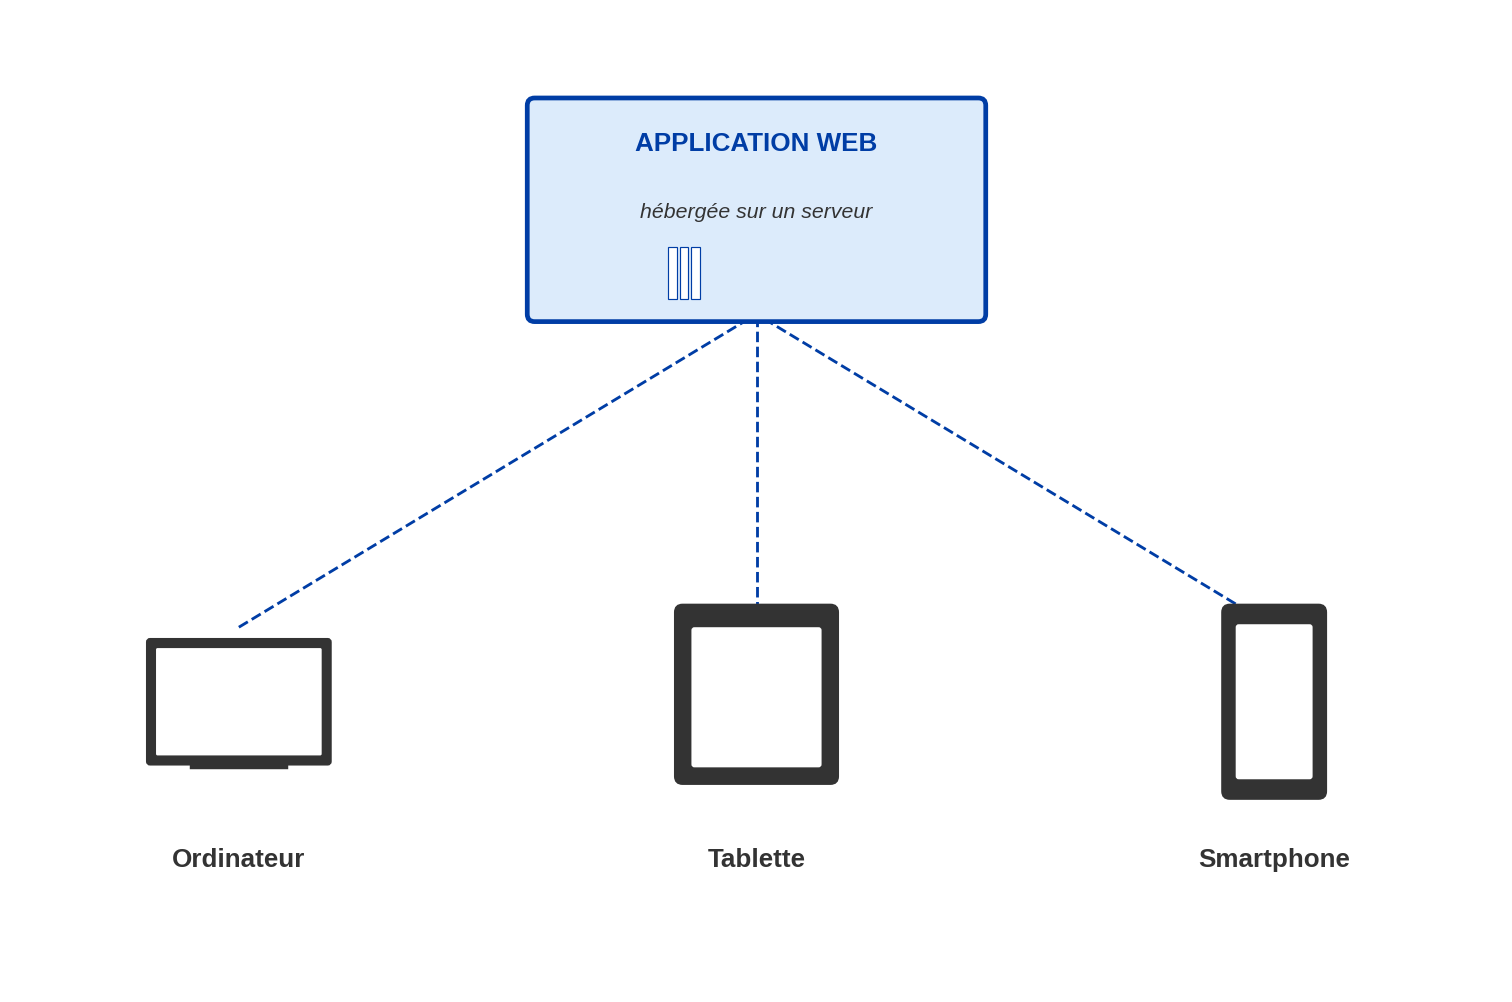 APPLICATION WEB
hébergée sur un serveur
Ordinateur
Tablette
Smartphone